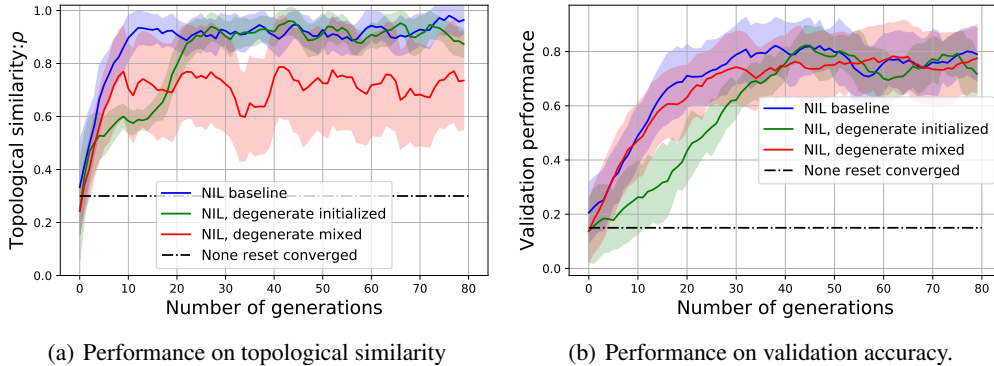 1.0
0.8
0.6
0.4
0.2
0.0
Topological similarity:ρ
0 10 20 30 40 50 60 70 80
Number of generations
NIL baseline
NIL, degenerate initialized
NIL, degenerate mixed
None reset converged
(a) Performance on topological similarity
0.8
0.6
0.4
0.2
0.0
Validation performance
0 10 20 30 40 50 60 70 80
Number of generations
NIL baseline
NIL, degenerate initialized
NIL, degenerate mixed
None reset converged
(b) Performance on validation accuracy.